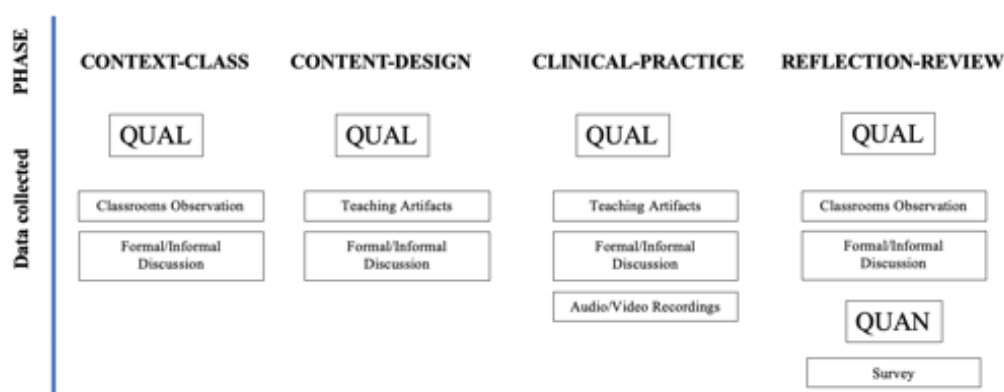 PHASE
CONTEXT-CLASS
CONTENT-DESIGN
CLINICAL-PRACTICE
REFLECTION-REVIEW
Data collected
QUAL
QUAL
QUAL
QUAL
Classrooms Observation
Teaching Artifacts
Teaching Artifacts
Classrooms Observation
Formal/Informal
Discussion
Formal/Informal
Discussion
Formal/Informal
Discussion
Formal/Informal
Discussion
Audio/Video Recordings
QUAN
Survey